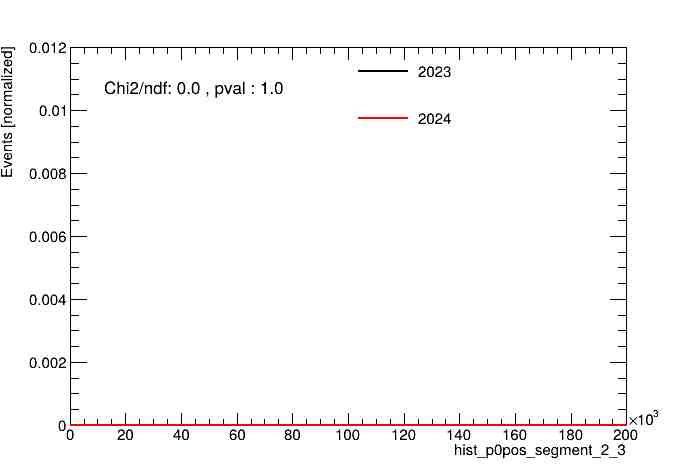 Events [normalized]
0.012
0.01
0.008
0.006
0.004
0.002
0
Chi2/ndf: 0.0 , pval : 1.0
2023
2024
0 20 40 60 80 100 120 140 160 180 200
×10³
hist_p0pos_segment_2_3